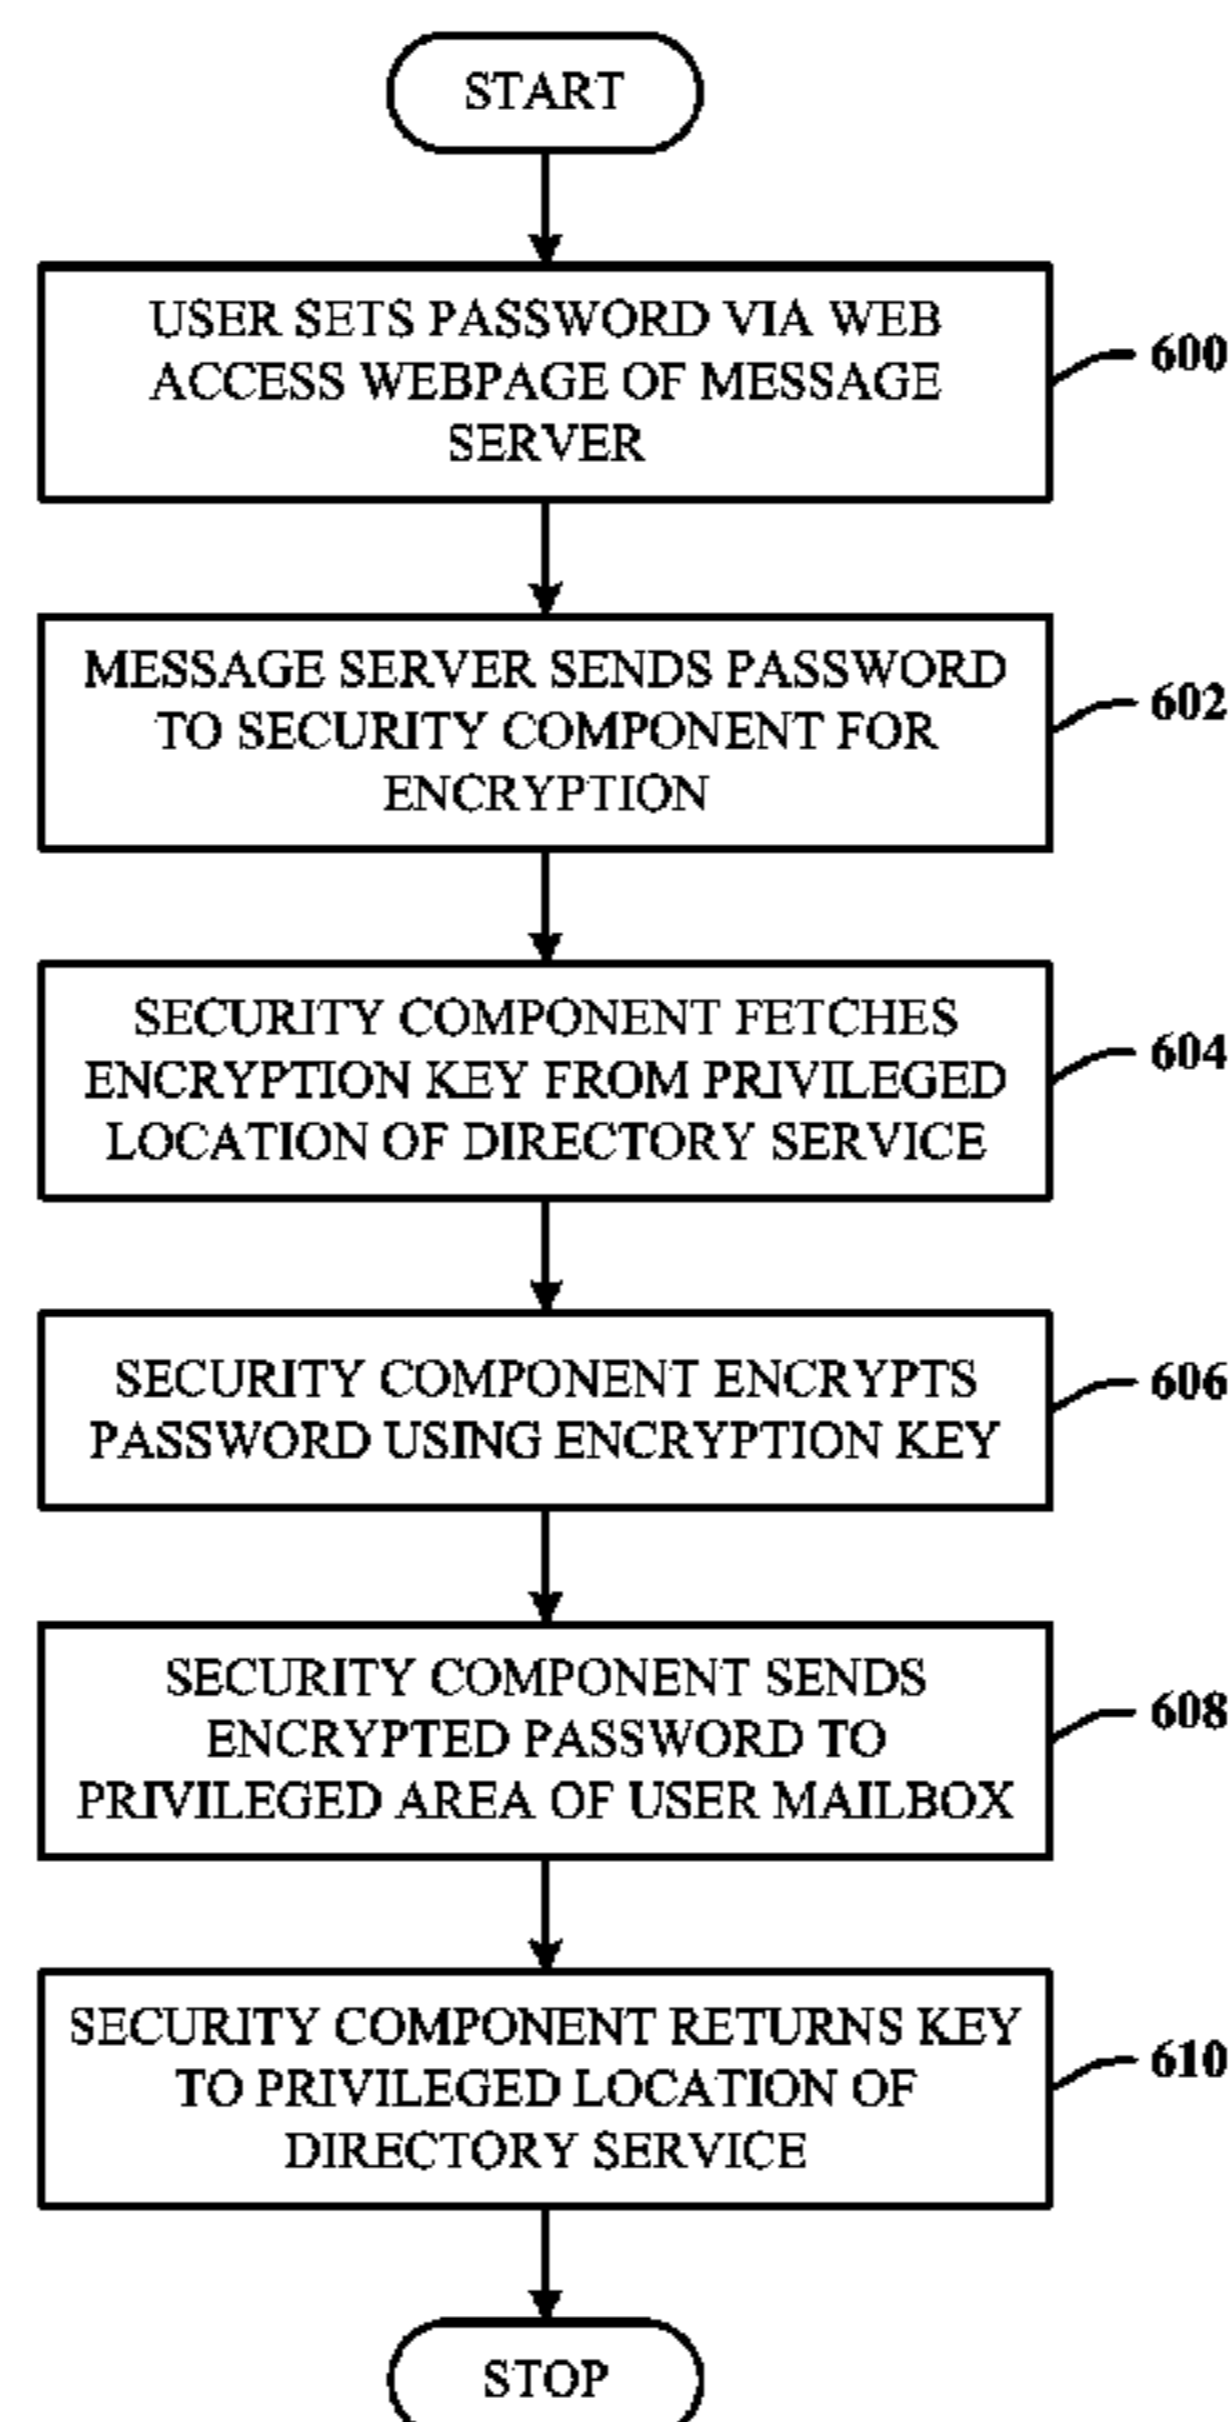 START
USER SETS PASSWORD VIA WEB
ACCESS WEBPAGE OF MESSAGE
SERVER
600
MESSAGE SERVER SENDS PASSWORD
TO SECURITY COMPONENT FOR
ENCRYPTION
602
SECURITY COMPONENT FETCHES
ENCRYPTION KEY FROM PRIVILEGED
LOCATION OF DIRECTORY SERVICE
604
SECURITY COMPONENT ENCRYPTS
PASSWORD USING ENCRYPTION KEY
606
SECURITY COMPONENT SENDS
ENCRYPTED PASSWORD TO
PRIVILEGED AREA OF USER MAILBOX
608
SECURITY COMPONENT RETURNS KEY
TO PRIVILEGED LOCATION OF
DIRECTORY SERVICE
610
STOP